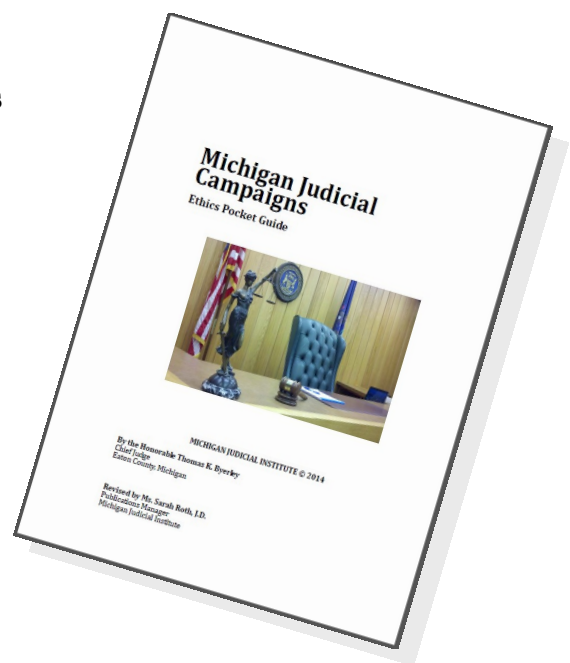 Michigan Judicial
Campaigns
Ethics Pocket Guide
MICHIGAN JUDICIAL INSTITUTE © 2014
By the Honorable Thomas K. Byerley
Chief Judge
Eaton County, Michigan
Revised by Ms. Sarah Roth, J.D.
Publications Manager
Michigan Judicial Institute